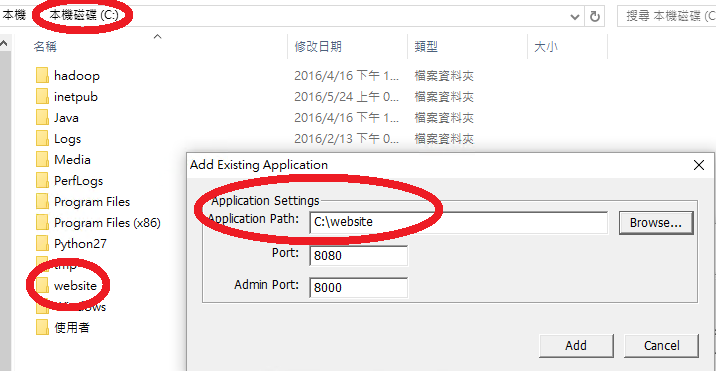 本機 本機磁碟 (C:) 搜尋 本機磁碟 (C:)
名稱 修改日期 類型 大小
hadoop 2016/4/16 下午 1... 檔案資料夾
inetpub 2016/5/24 上午 0... 檔案資料夾
Java 2016/4/16 下午 1... 檔案資料夾
Logs 2016/2/13 下午 0... 檔案資料夾
Media
PerfLogs
Program Files
Program Files (x86)
Python27
tmp
website
Windows
使用者
Add Existing Application
Application Settings
Application Path: C:\website Browse...
Port: 8080
Admin Port: 8000
Add Cancel